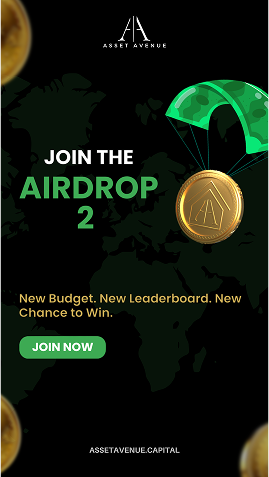 ASSET AVENUE
JOIN THE
AIRDROP
2
New Budget. New Leaderboard. New
Chance to Win.
JOIN NOW
ASSETAVENUE.CAPITAL